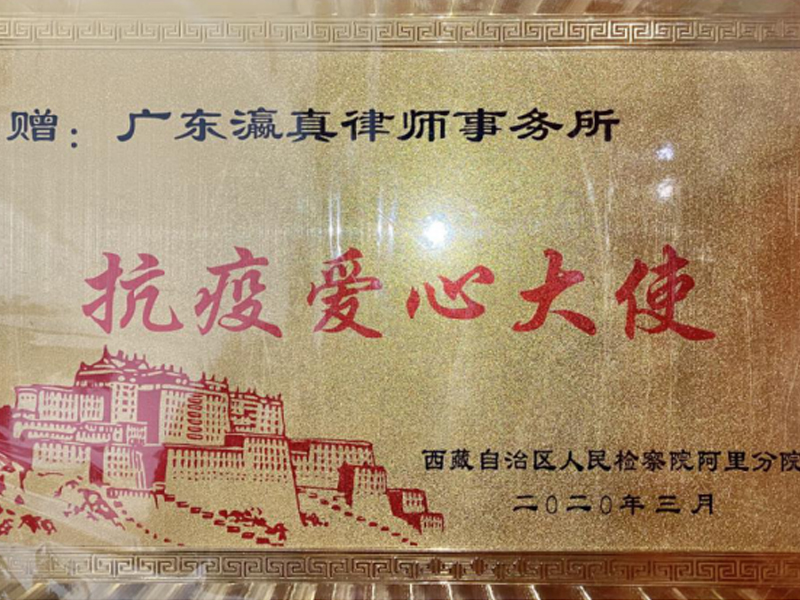 赠：广东瀛真律师事务所
抗疫爱心大使
西藏自治区人民检察院阿里分院
二〇二〇年三月